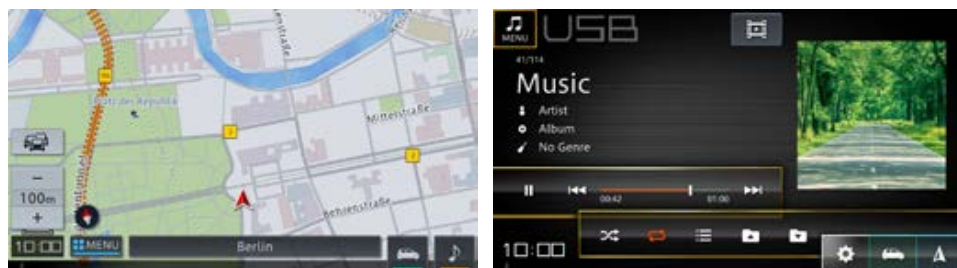 enstraße
Platz der Republik
Mittelstraße
Behrenstraße
100m
10:00
MENU
Berlin
MENU
USB
41/114
Music
Artist
Album
No Genre
00:42
01:00
10:00
A